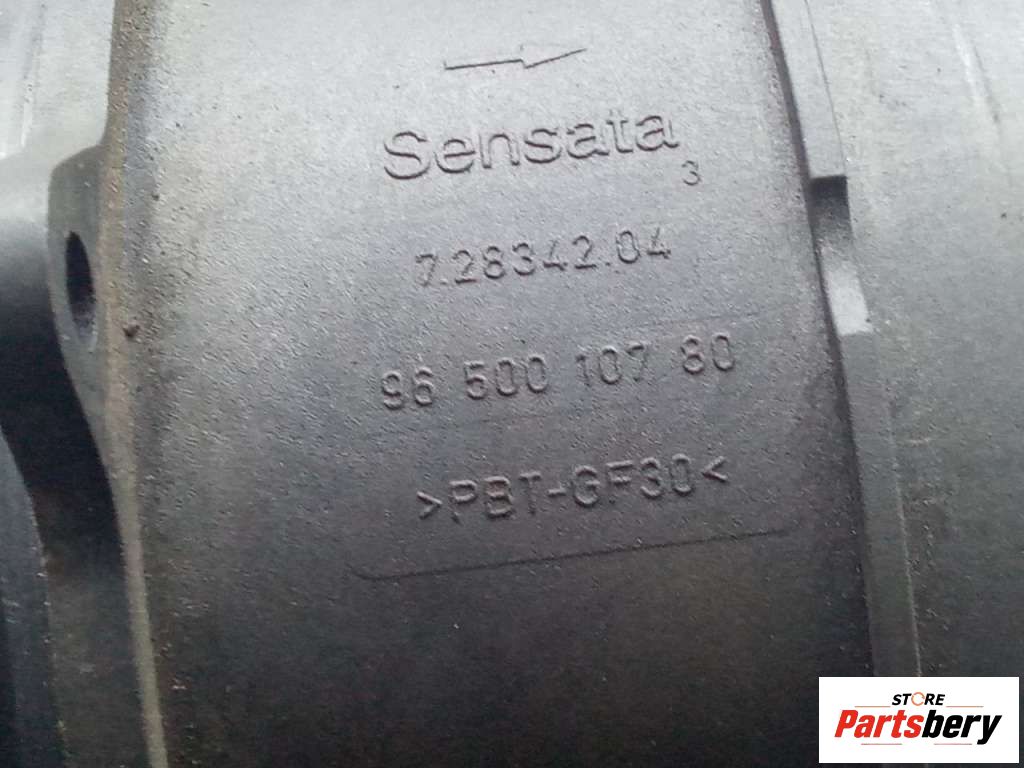 Sensata
3
7.28342.04
96 500 107 80
>PBT-GF30<
STORE
Partsbery